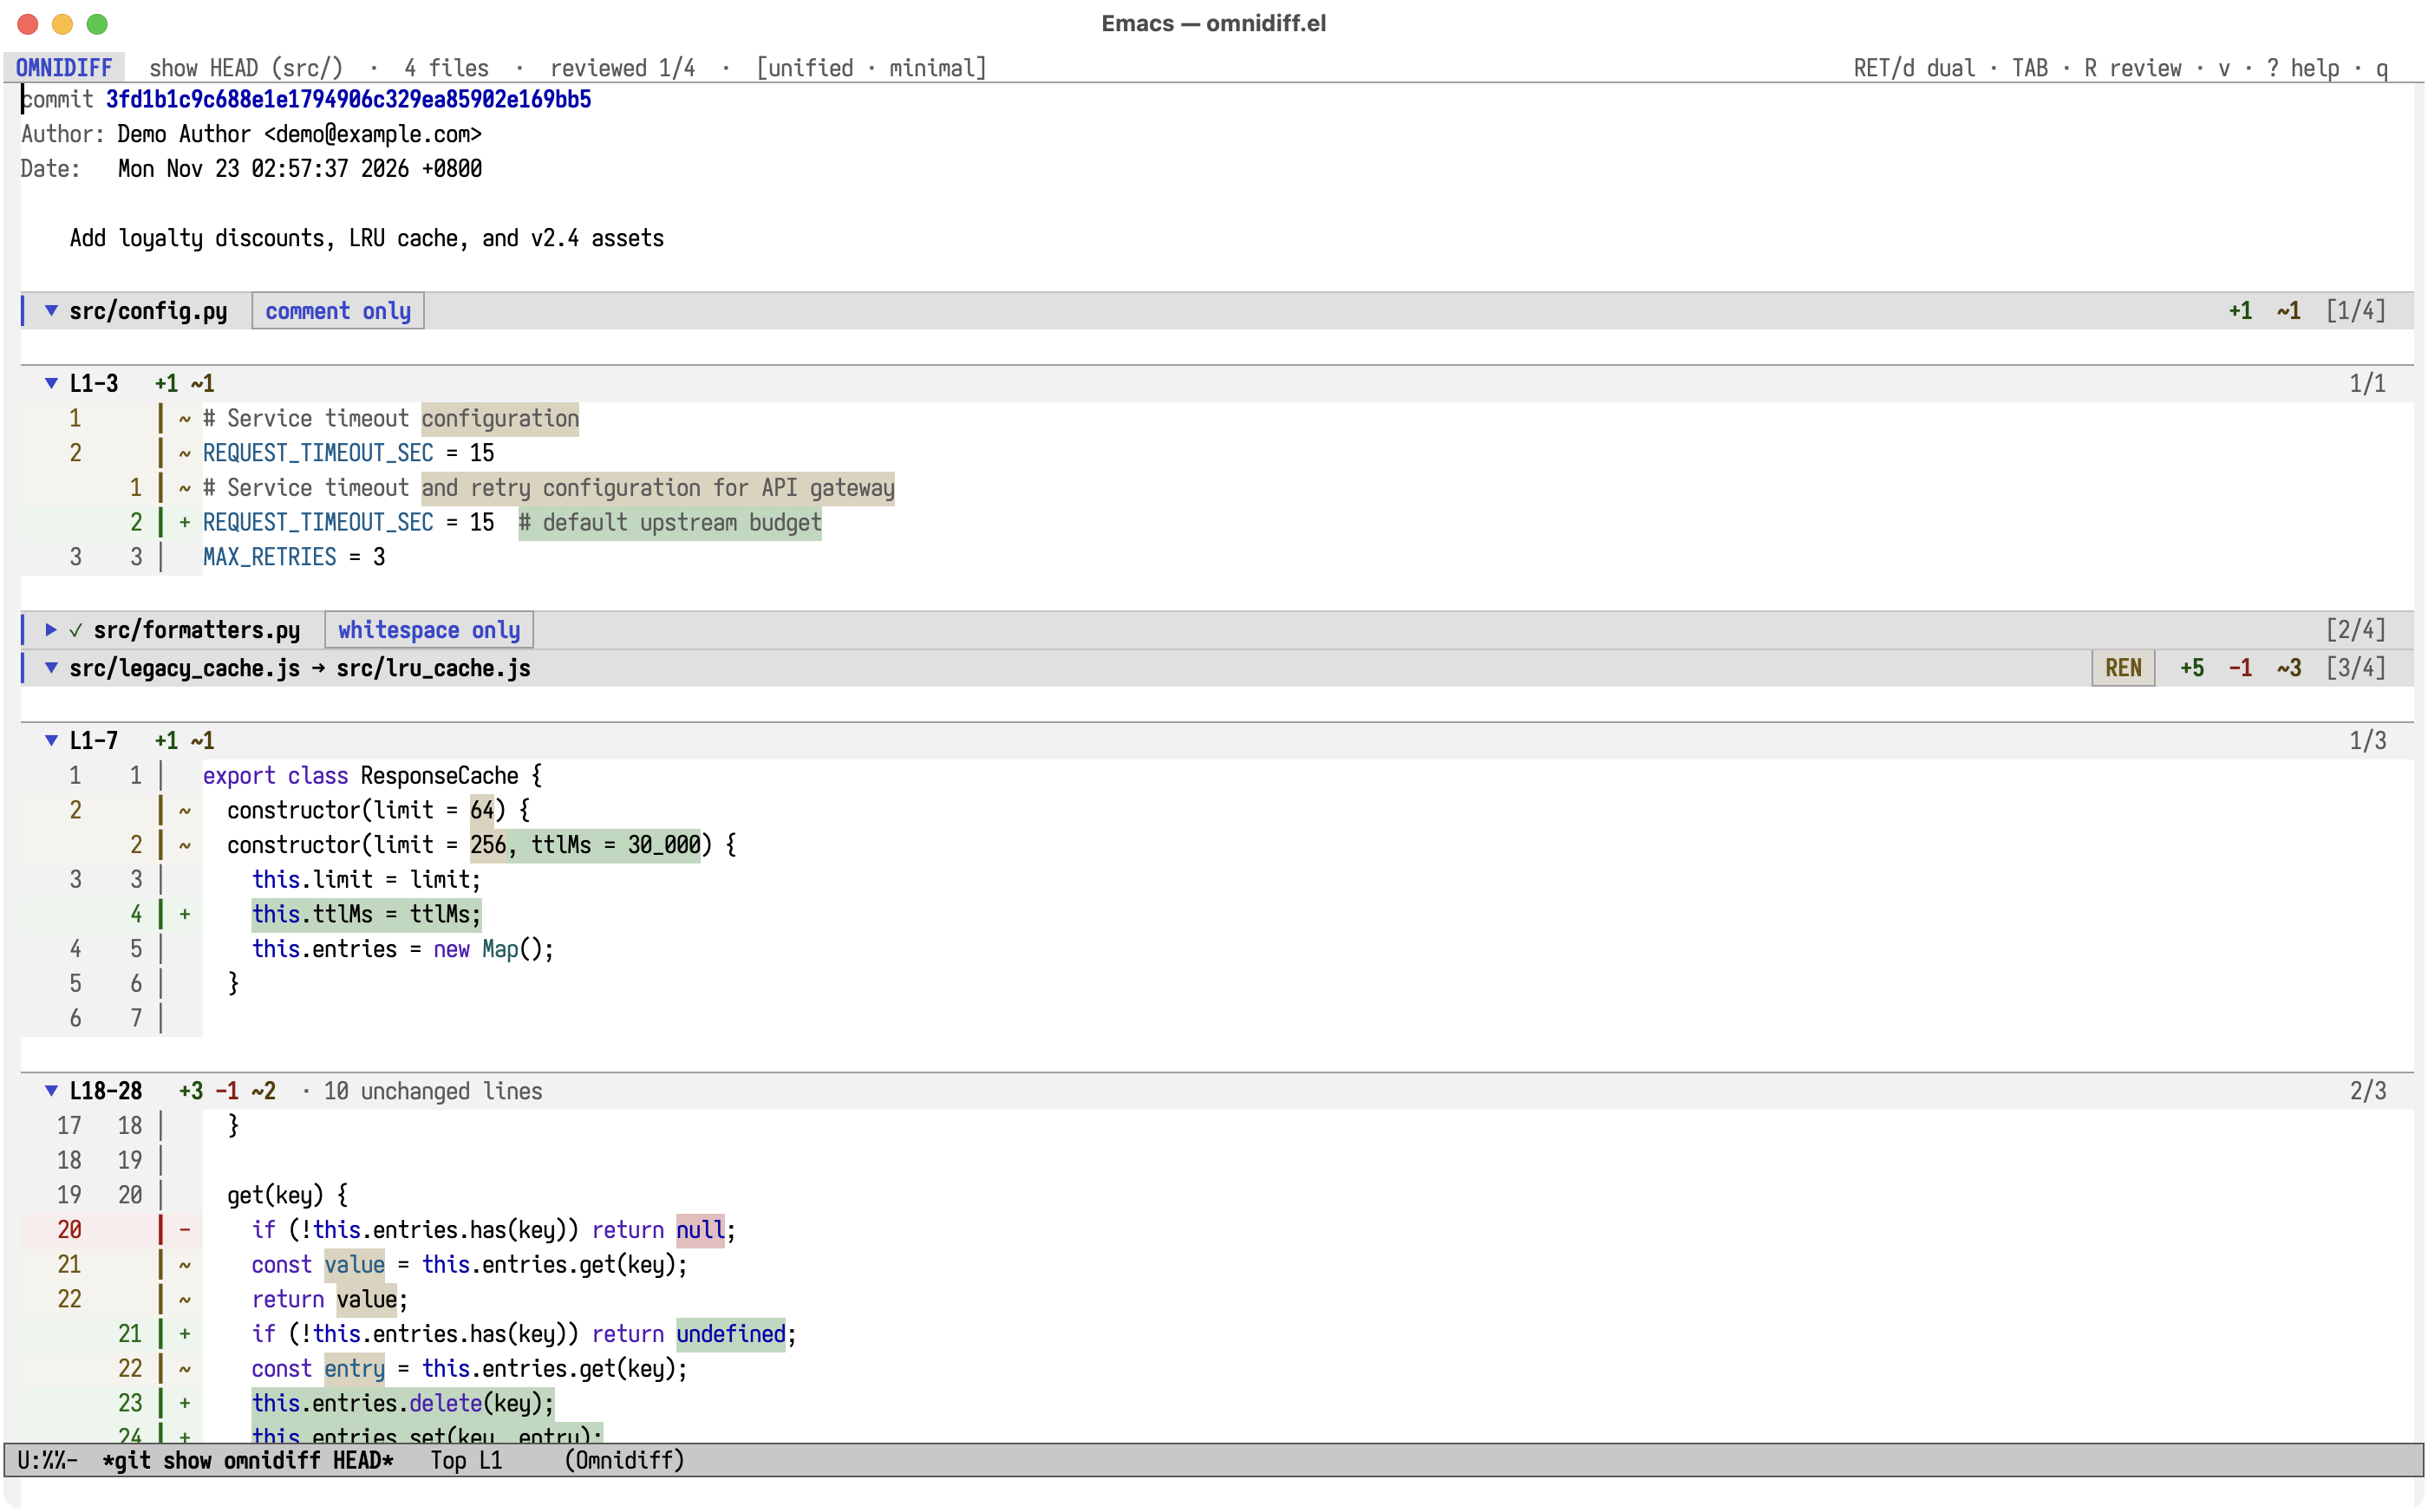 Emacs — omnidiff.el
OMNIDIFF show HEAD (src/) · 4 files · reviewed 1/4 · [unified · minimal] RET/d dual · TAB · R review · v · ? help · q
commit 3fd1b1c9c688e1e1794906c329ea85902e169bb5
Author: Demo Author <demo@example.com>
Date: Mon Nov 23 02:57:37 2026 +0800
Add loyalty discounts, LRU cache, and v2.4 assets
▼ src/config.py comment only +1 ~1 [1/4]
▼ L1–3 +1 ~1 1/1
1 ~ # Service timeout configuration
2 ~ REQUEST_TIMEOUT_SEC = 15
1 ~ # Service timeout and retry configuration for API gateway
2 + REQUEST_TIMEOUT_SEC = 15  # default upstream budget
3 3 MAX_RETRIES = 3
▶ ✓ src/formatters.py whitespace only [2/4]
▼ src/legacy_cache.js → src/lru_cache.js REN +5 −1 ~3 [3/4]
▼ L1–7 +1 ~1 1/3
1 1 export class ResponseCache {
2 ~ constructor(limit = 64) {
2 ~ constructor(limit = 256, ttlMs = 30_000) {
3 3 this.limit = limit;
4 + this.ttlMs = ttlMs;
4 5 this.entries = new Map();
5 6 }
6 7
▼ L18–28 +3 −1 ~2 · 10 unchanged lines 2/3
17 18 }
18 19
19 20 get(key) {
20 − if (!this.entries.has(key)) return null;
21 ~ const value = this.entries.get(key);
22 ~ return value;
21 + if (!this.entries.has(key)) return undefined;
22 ~ const entry = this.entries.get(key);
23 + this.entries.delete(key);
24 + this.entries.set(key, entry);
U:%%– *git show omnidiff HEAD* Top L1 (Omnidiff)